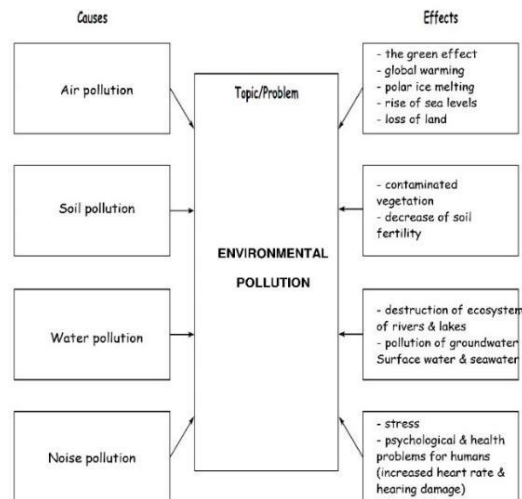 Causes
Effects
Air pollution
Topic/Problem
- the green effect
- global warming
- polar ice melting
- rise of sea levels
- loss of land
Soil pollution
- contaminated
vegetation
- decrease of soil
fertility
ENVIRONMENTAL
POLLUTION
Water pollution
- destruction of ecosystem
of rivers & lakes
- pollution of groundwater
Surface water & seawater
Noise pollution
- stress
- psychological & health
problems for humans
(increased heart rate &
hearing damage)